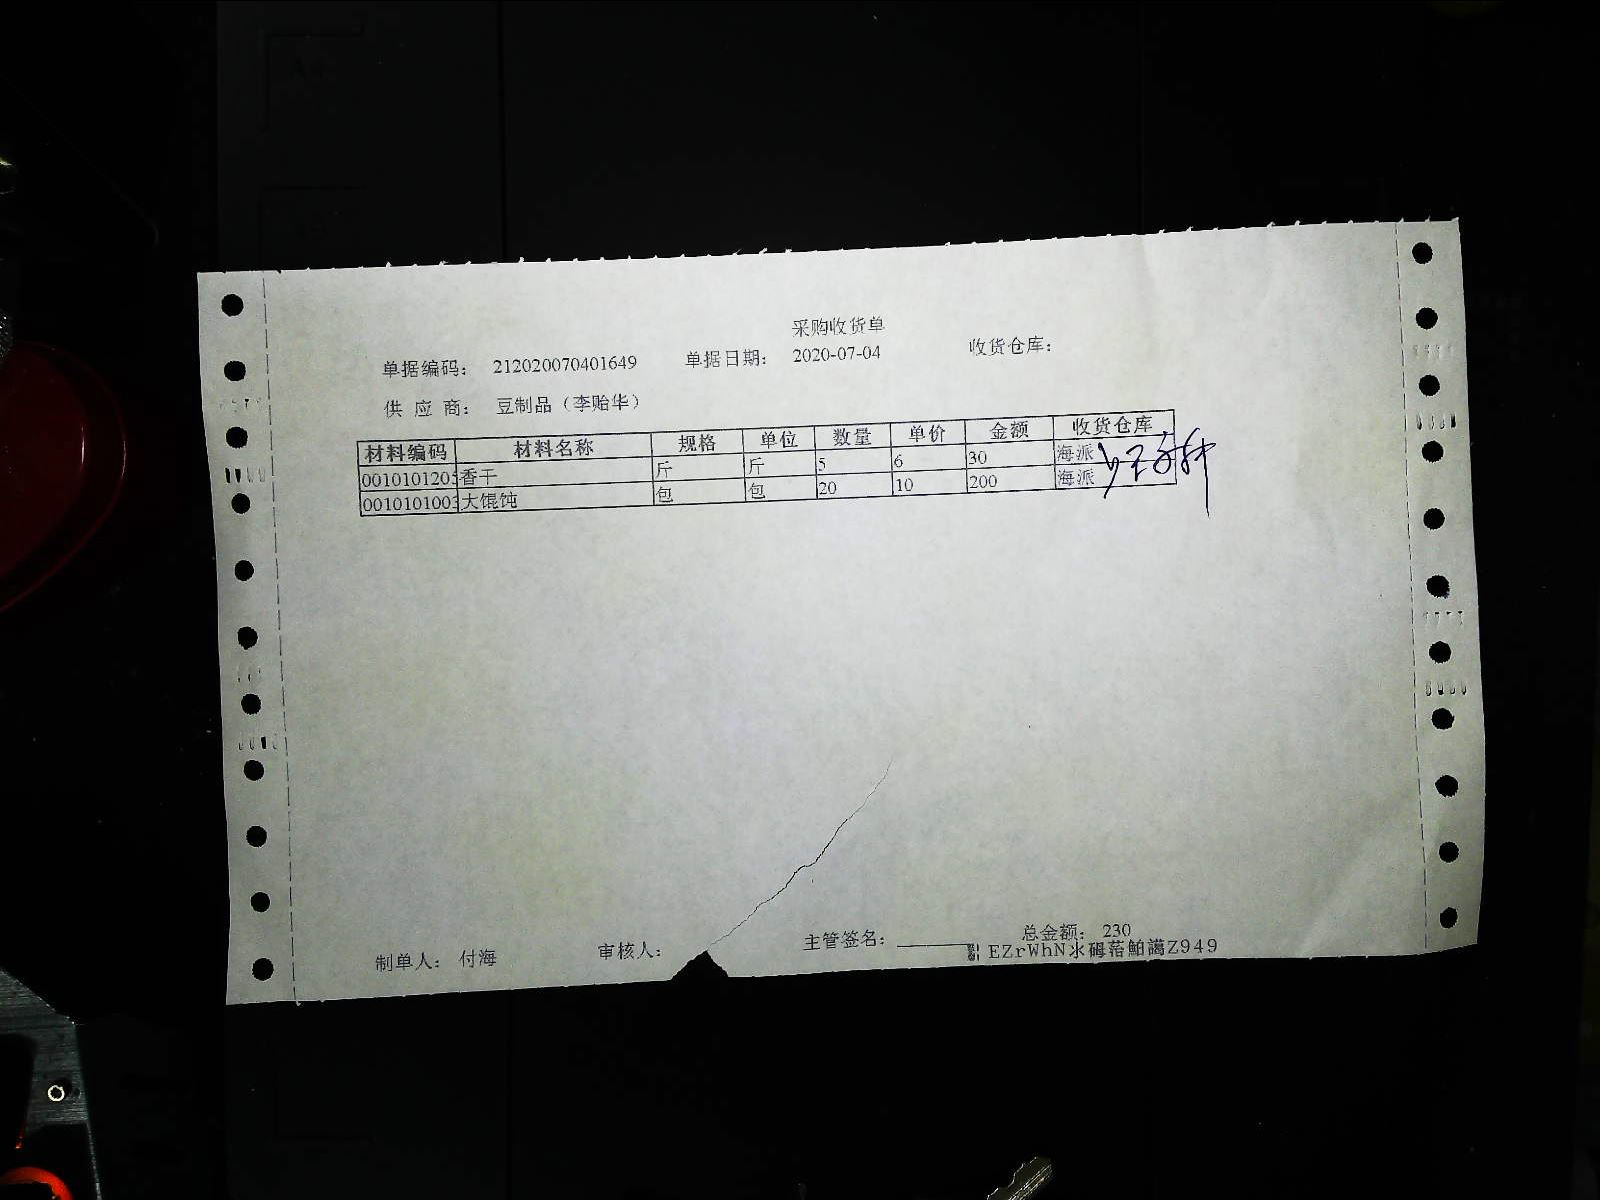 采购收货单
单据编码： 212020070401649 单据日期： 2020-07-04 收货仓库：
供 应 商： 豆制品（李贻华）
材料编码 材料名称 规格 单位 数量 单价 金额 收货仓库
0010101205 香干 斤 斤 5 6 30 海派
0010101003 大馄饨 包 包 20 10 200 海派
制单人： 付海 审核人： 主管签名： 总金额： 230
EZrWhN Z949